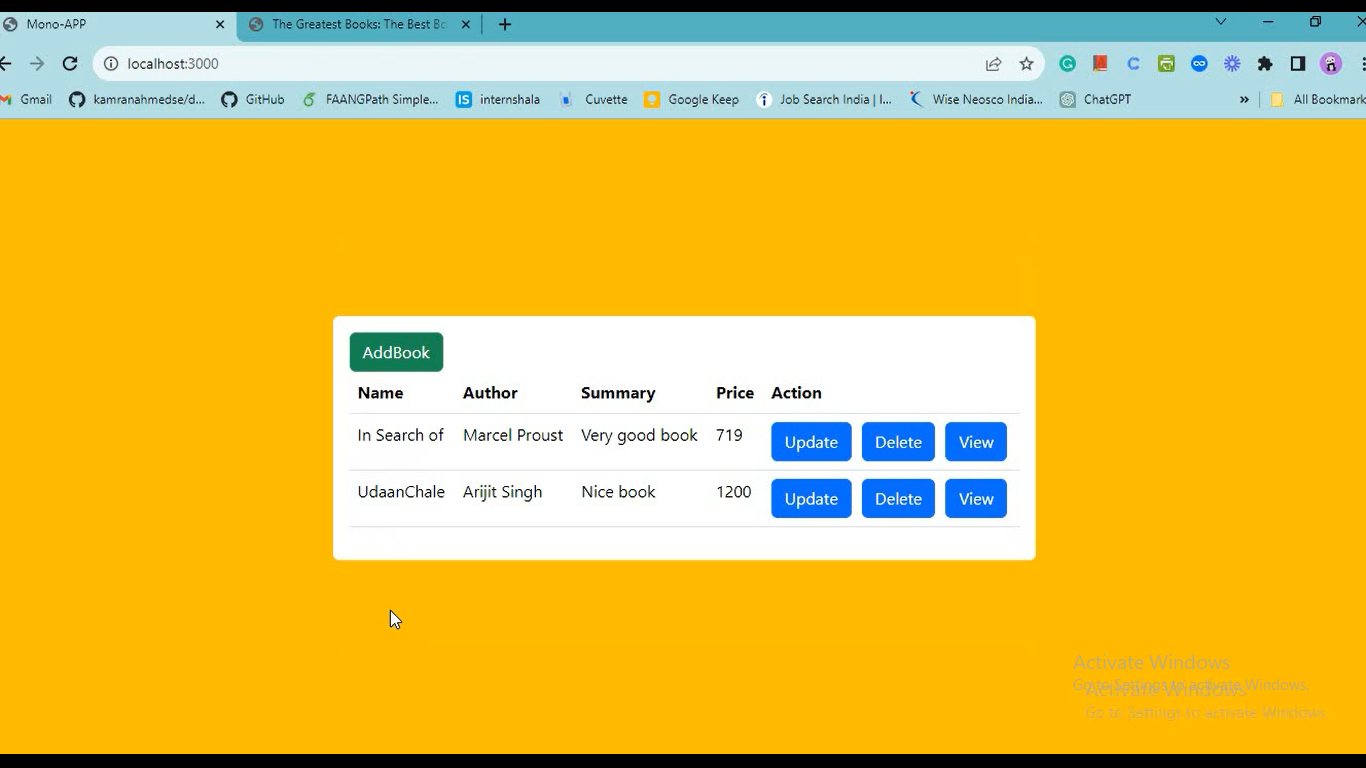 Mono-APP
The Greatest Books: The Best Bo
localhost:3000
Gmail
kamranahmedse/d...
GitHub
FAANGPath Simple...
IS internshala
Cuvette
Google Keep
Job Search India | I...
Wise Neosco India...
ChatGPT
»
All Bookmark
AddBook
Name Author Summary Price Action
In Search of Marcel Proust Very good book 719 Update Delete View
UdaanChale Arijit Singh Nice book 1200 Update Delete View
Activate Windows
Go to Settings to activate Windows.
Activate Windows
Go to Settings to activate Windows.